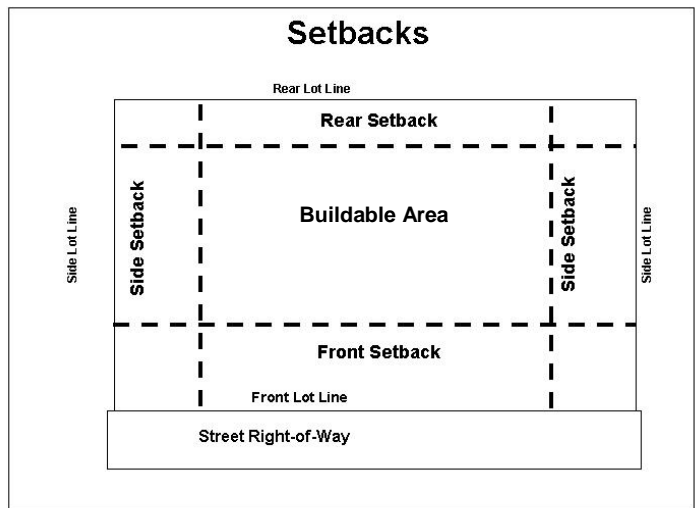 Setbacks
Rear Lot Line
Rear Setback
Side Lot Line
Side Setback
Buildable Area
Side Setback
Side Lot Line
Front Setback
Front Lot Line
Street Right-of-Way